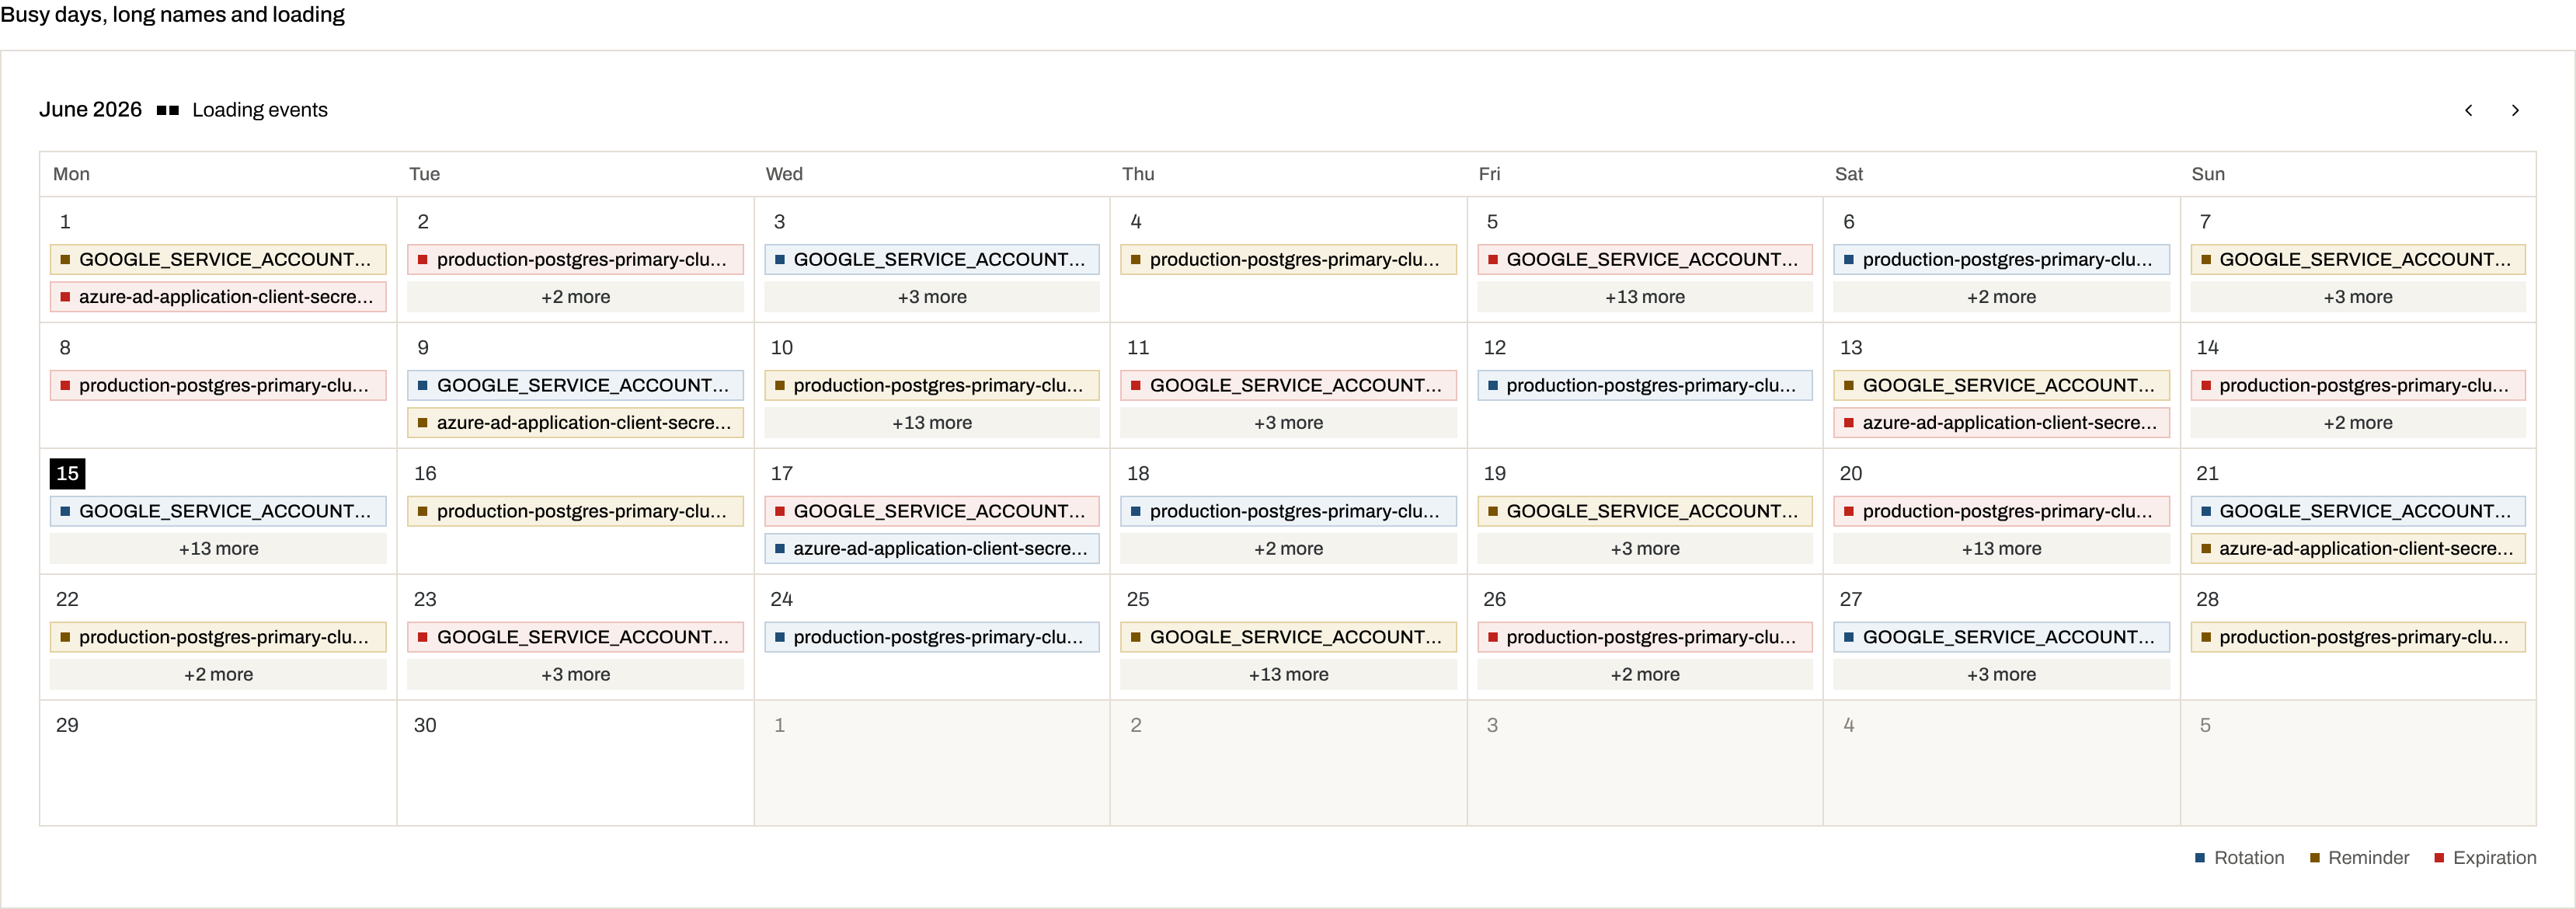 Busy days, long names and loading
June 2026 Loading events
Mon Tue Wed Thu Fri Sat Sun
1 2 3 4 5 6 7
GOOGLE_SERVICE_ACCOUNT... production-postgres-primary-clu... GOOGLE_SERVICE_ACCOUNT... production-postgres-primary-clu... GOOGLE_SERVICE_ACCOUNT... production-postgres-primary-clu... GOOGLE_SERVICE_ACCOUNT...
azure-ad-application-client-secre... +2 more +3 more +13 more +2 more +3 more
8 9 10 11 12 13 14
production-postgres-primary-clu... GOOGLE_SERVICE_ACCOUNT... production-postgres-primary-clu... GOOGLE_SERVICE_ACCOUNT... production-postgres-primary-clu... GOOGLE_SERVICE_ACCOUNT... production-postgres-primary-clu...
azure-ad-application-client-secre... +13 more +3 more azure-ad-application-client-secre... +2 more
15 16 17 18 19 20 21
GOOGLE_SERVICE_ACCOUNT... production-postgres-primary-clu... GOOGLE_SERVICE_ACCOUNT... production-postgres-primary-clu... GOOGLE_SERVICE_ACCOUNT... production-postgres-primary-clu... GOOGLE_SERVICE_ACCOUNT...
+13 more azure-ad-application-client-secre... +2 more +3 more +13 more azure-ad-application-client-secre...
22 23 24 25 26 27 28
production-postgres-primary-clu... GOOGLE_SERVICE_ACCOUNT... production-postgres-primary-clu... GOOGLE_SERVICE_ACCOUNT... production-postgres-primary-clu... GOOGLE_SERVICE_ACCOUNT... production-postgres-primary-clu...
+2 more +3 more +13 more +2 more +3 more
29 30 1 2 3 4 5
Rotation Reminder Expiration